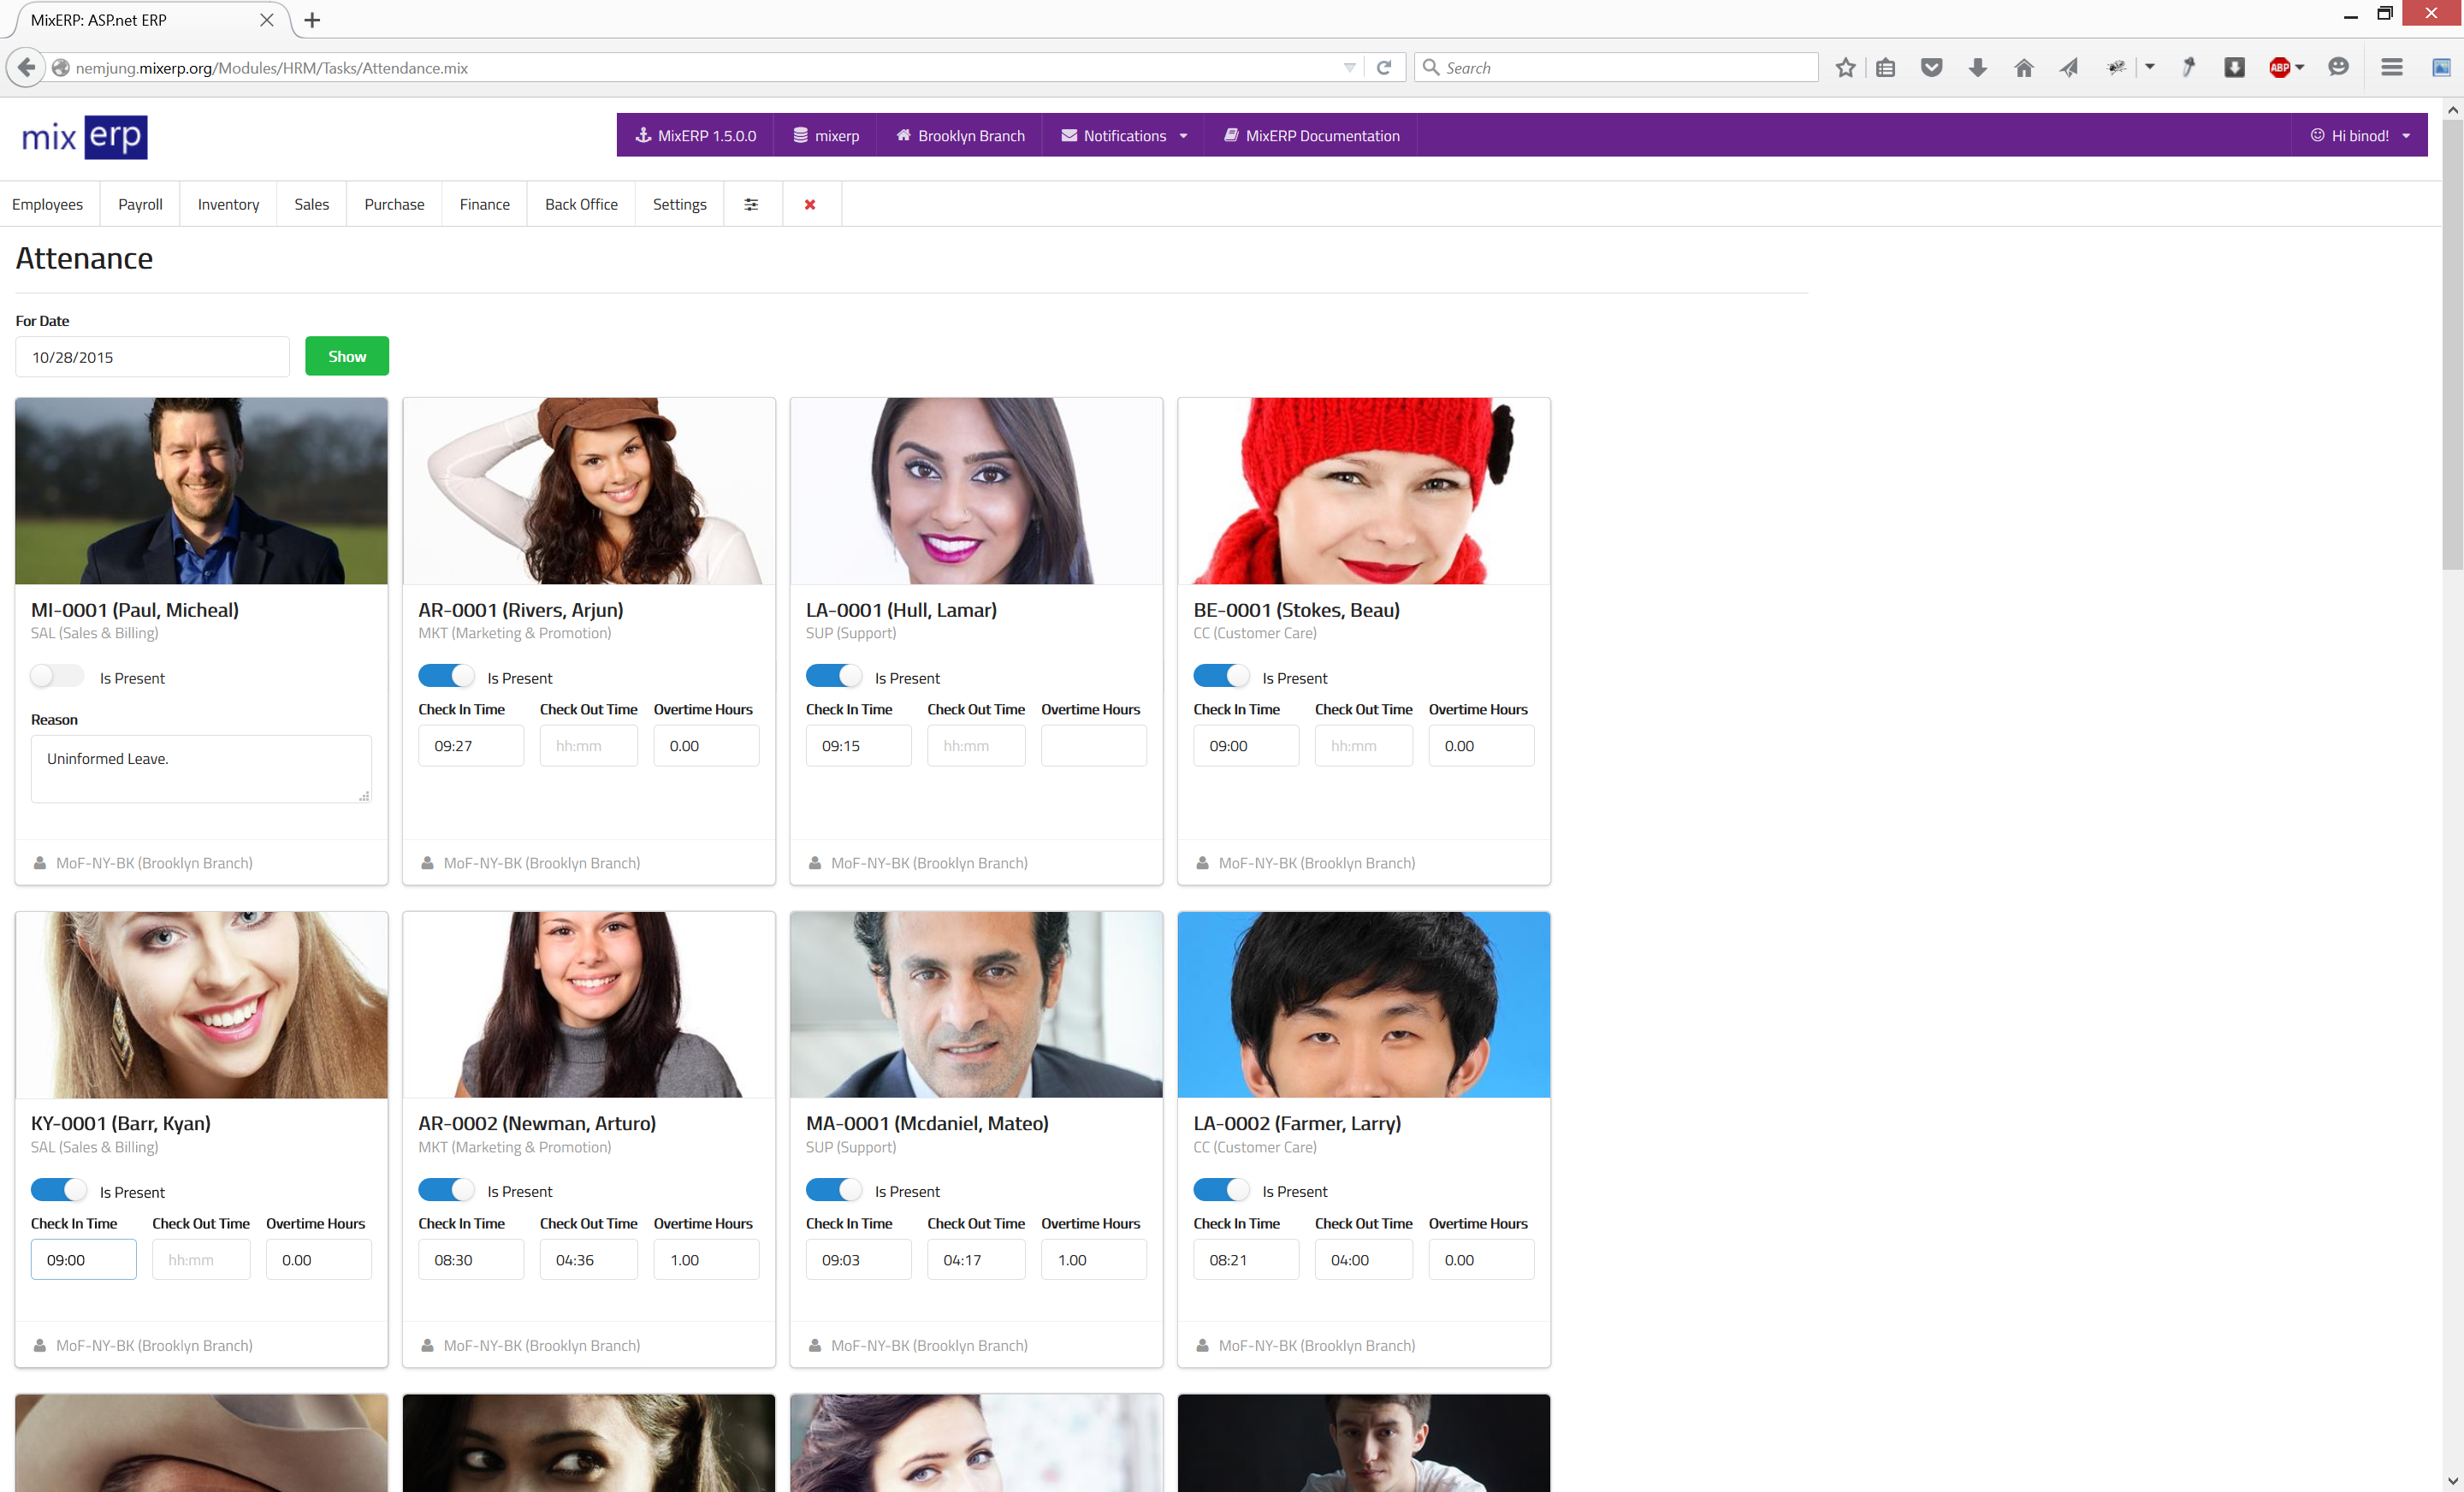 MixERP: ASP.net ERP
nemjung.mixerp.org/Modules/HRM/Tasks/Attendance.mix
Search
ABP
mix erp
MixERP 1.5.0.0 mixerp Brooklyn Branch Notifications MixERP Documentation Hi binod!
Employees Payroll Inventory Sales Purchase Finance Back Office Settings
Attenance
For Date
10/28/2015 Show
MI-0001 (Paul, Micheal) AR-0001 (Rivers, Arjun) LA-0001 (Hull, Lamar) BE-0001 (Stokes, Beau)
SAL (Sales & Billing) MKT (Marketing & Promotion) SUP (Support) CC (Customer Care)
Is Present Is Present Is Present Is Present
Check In Time Check Out Time Overtime Hours Check In Time Check Out Time Overtime Hours Check In Time Check Out Time Overtime Hours
Reason
09:27 hh:mm 0.00 09:15 hh:mm 09:00 hh:mm 0.00
Uninformed Leave.
MoF-NY-BK (Brooklyn Branch) MoF-NY-BK (Brooklyn Branch) MoF-NY-BK (Brooklyn Branch) MoF-NY-BK (Brooklyn Branch)
KY-0001 (Barr, Kyan) AR-0002 (Newman, Arturo) MA-0001 (Mcdaniel, Mateo) LA-0002 (Farmer, Larry)
SAL (Sales & Billing) MKT (Marketing & Promotion) SUP (Support) CC (Customer Care)
Is Present Is Present Is Present Is Present
Check In Time Check Out Time Overtime Hours Check In Time Check Out Time Overtime Hours Check In Time Check Out Time Overtime Hours Check In Time Check Out Time Overtime Hours
09:00 hh:mm 0.00 08:30 04:36 1.00 09:03 04:17 1.00 08:21 04:00 0.00
MoF-NY-BK (Brooklyn Branch) MoF-NY-BK (Brooklyn Branch) MoF-NY-BK (Brooklyn Branch) MoF-NY-BK (Brooklyn Branch)